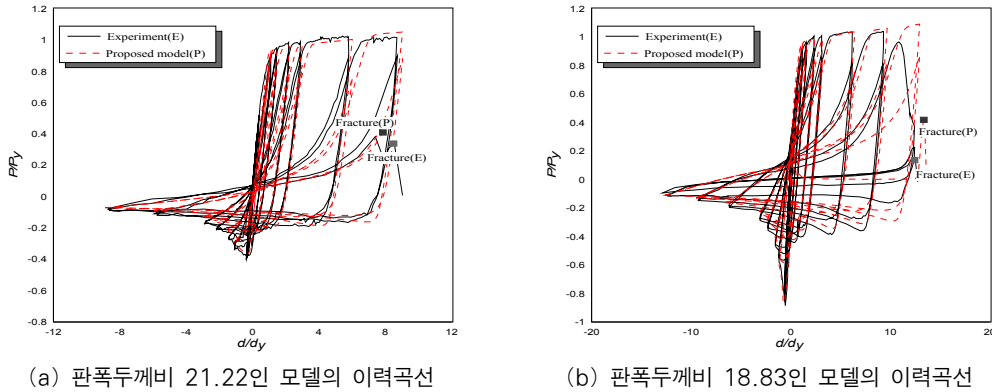 1.2
1
0.8
0.6
0.4
0.2
0
-0.2
-0.4
-0.6
-0.8
P/Py
Experiment(E)
Proposed model(P)
Fracture(P)
Fracture(E)
-12
-8
-4
0
4
8
12
d/dy
(a) 판폭두께비 21.22인 모델의 이력곡선
1.2
1
0.8
0.6
0.4
0.2
0
-0.2
-0.4
-0.6
-0.8
-1
P/Py
Experiment(E)
Proposed model(P)
Fracture(P)
Fracture(E)
-20
-10
0
10
20
d/dy
(b) 판폭두께비 18.83인 모델의 이력곡선